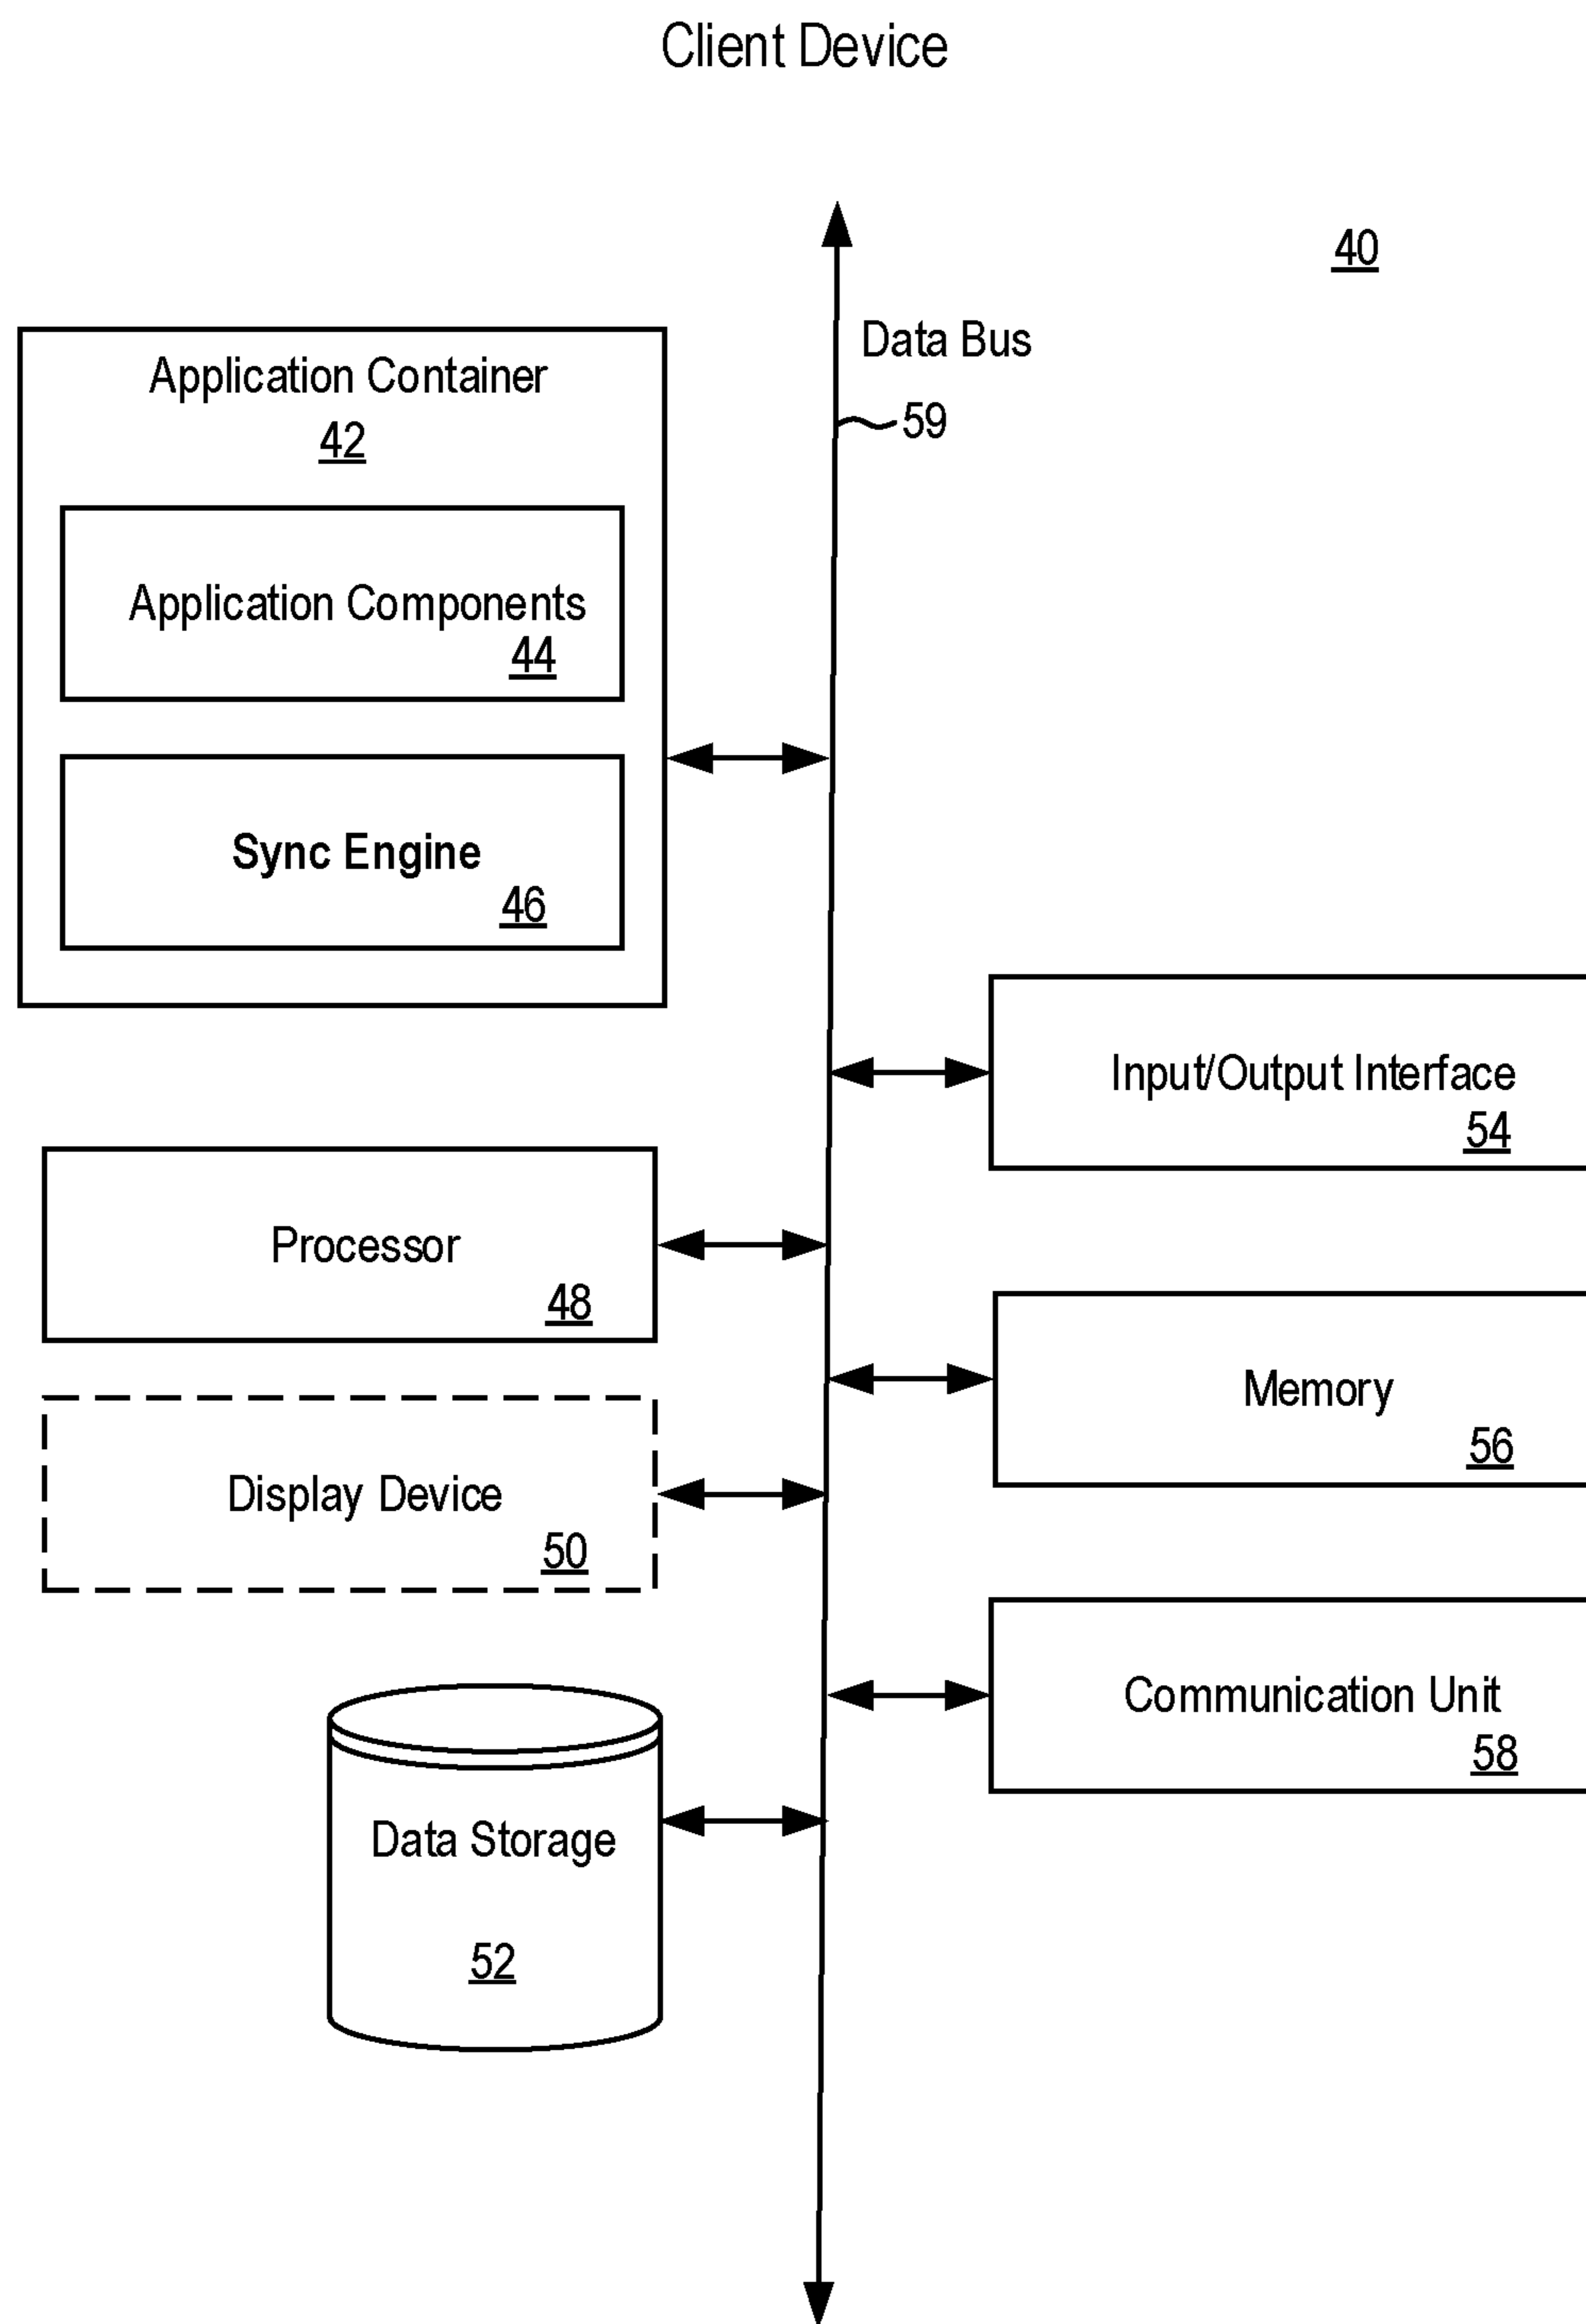 Client Device
40
Data Bus
59
Application Container
42
Application Components
44
Sync Engine
46
Input/Output Interface
54
Processor
48
Memory
56
Display Device
50
Communication Unit
58
Data Storage
52